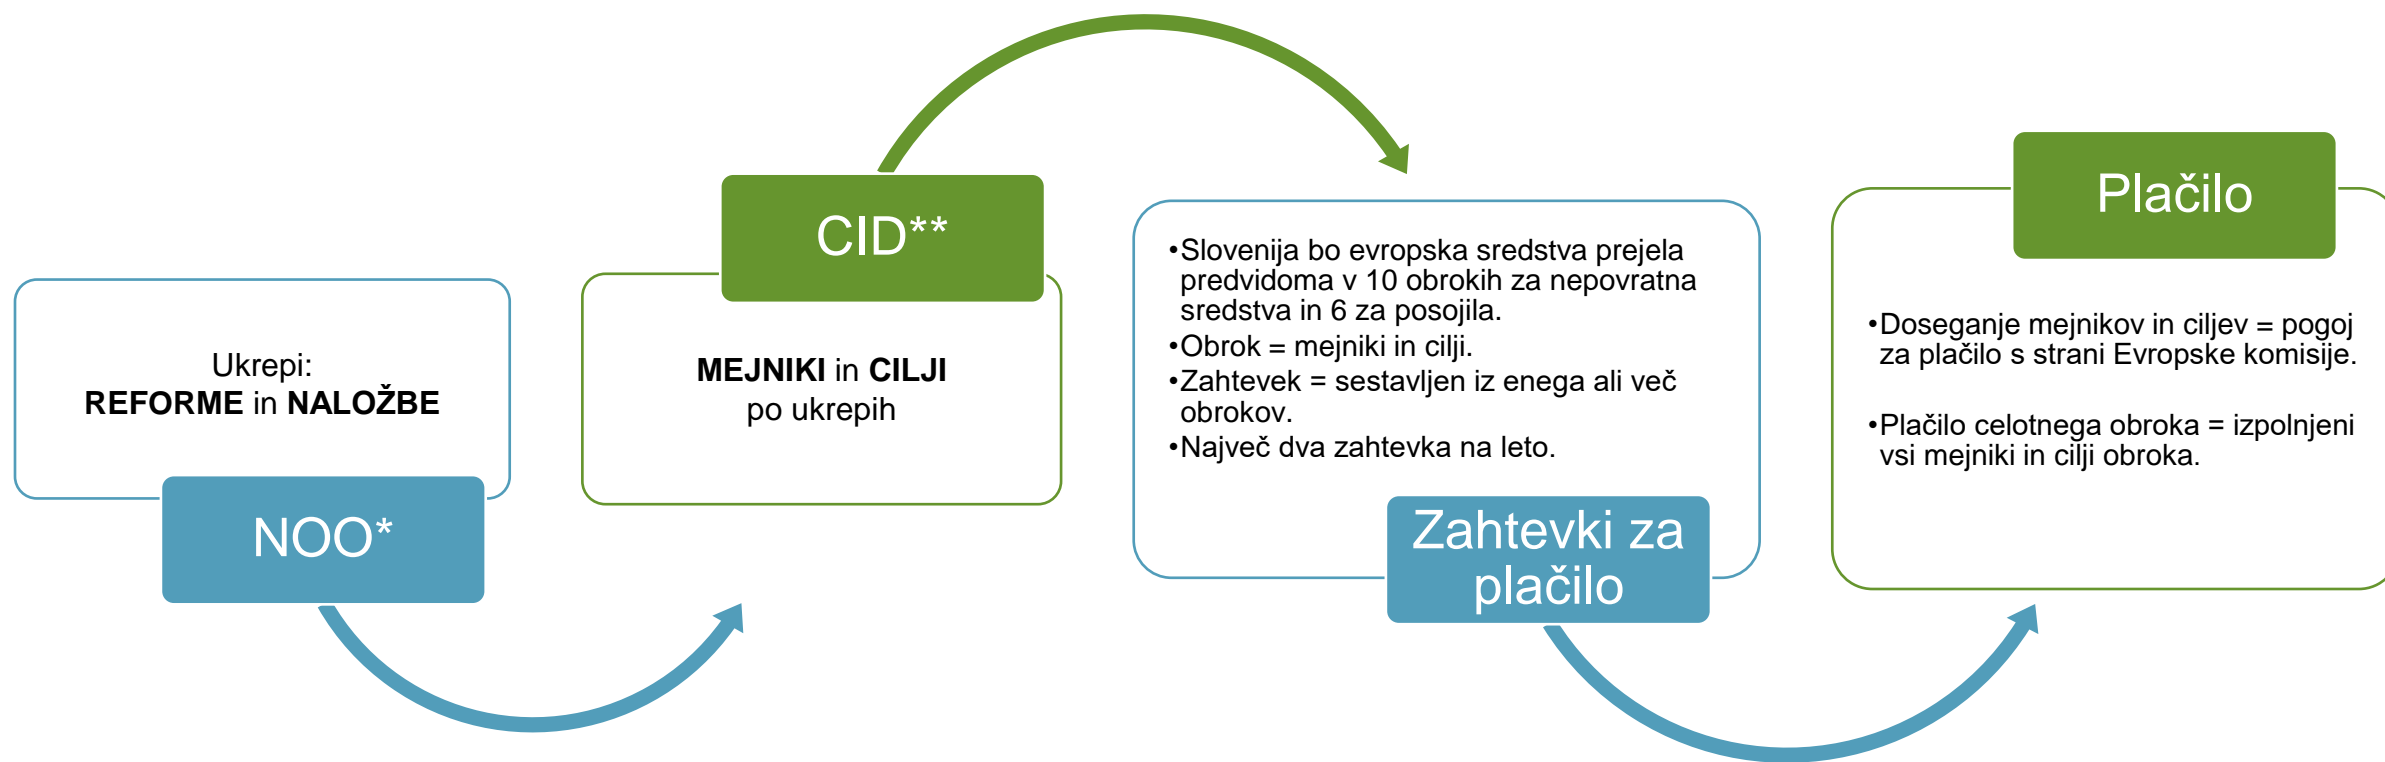 Ukrepi:
REFORME in NALOŽBE
NOO*
CID**
MEJNIKI in CILJI
po ukrepih
•Slovenija bo evropska sredstva prejela
predvidoma v 10 obrokih za nepovratna
sredstva in 6 za posojila.
•Obrok = mejniki in cilji.
•Zahtevek = sestavljen iz enega ali več
obrokov.
•Največ dva zahtevka na leto.
Zahtevki za
plačilo
Plačilo
•Doseganje mejnikov in ciljev = pogoj
za plačilo s strani Evropske komisije.
•Plačilo celotnega obroka = izpolnjeni
vsi mejniki in cilji obroka.